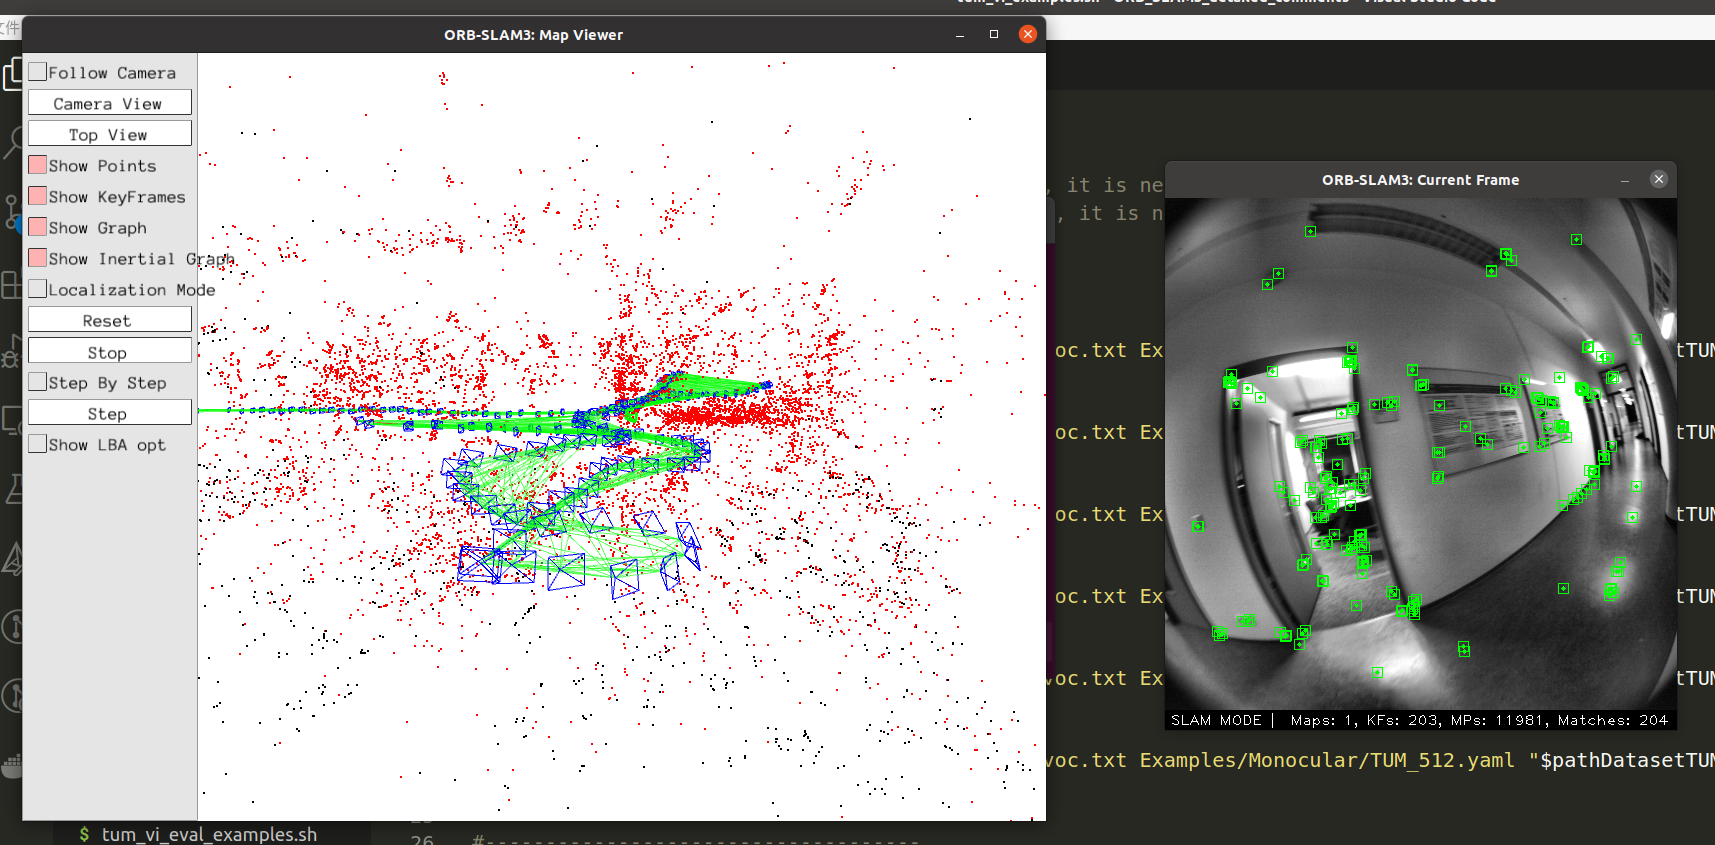 文件
ORB-SLAM3: Map Viewer
Follow Camera
Camera View
Top View
Show Points
Show KeyFrames
Show Graph
Show Inertial Graph
Localization Mode
Reset
Stop
Step By Step
Step
Show LBA opt
, it is ne
, it is n
ORB-SLAM3: Current Frame
SLAM MODE | Maps: 1, KFs: 203, MPs: 11981, Matches: 204
oc.txt Ex
tTUM
oc.txt Ex
tTUM
oc.txt Ex
tTUM
oc.txt Ex
tTUM
voc.txt Ex
tTUM
voc.txt Examples/Monocular/TUM_512.yaml "$pathDatasetTUM
$ tum_vi_eval_examples.sh
26 #------------------------------------